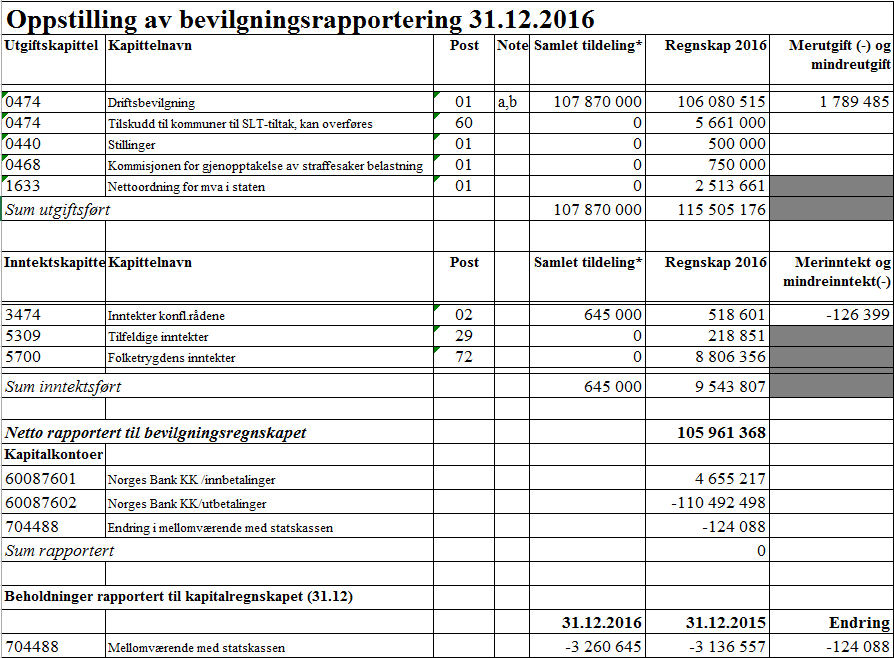 Oppstilling av bevilgningsrapportering 31.12.2016
Utgiftskapittel Kapittelnavn Post Note Samlet tildeling* Regnskap 2016 Merutgift (-) og
mindreutgift
0474 Driftsbevilgning 01 a,b 107 870 000 106 080 515 1 789 485
0474 Tilskudd til kommuner til SLT-tiltak, kan overføres 60 0 5 661 000
0440 Stillinger 01 0 500 000
0468 Kommisjonen for gjenopptakelse av straffesaker belastning 01 0 750 000
1633 Nettoordning for mva i staten 01 0 2 513 661
Sum utgiftsført 107 870 000 115 505 176
Inntektskapitte Kapittelnavn Post Samlet tildeling* Regnskap 2016 Merinntekt og
mindreinntekt(-)
3474 Inntekter konfl.rådene 02 645 000 518 601 -126 399
5309 Tilfeldige inntekter 29 0 218 851
5700 Folketrygdens inntekter 72 0 8 806 356
Sum inntektsført 645 000 9 543 807
Netto rapportert til bevilgningsregnskapet 105 961 368
Kapitalkontoer
60087601 Norges Bank KK /innbetalinger 4 655 217
60087602 Norges Bank KK/utbetalinger -110 492 498
704488 Endring i mellomværende med statskassen -124 088
Sum rapportert 0
Beholdninger rapportert til kapitalregnskapet (31.12)
31.12.2016 31.12.2015 Endring
704488 Mellomværende med statskassen -3 260 645 -3 136 557 -124 088